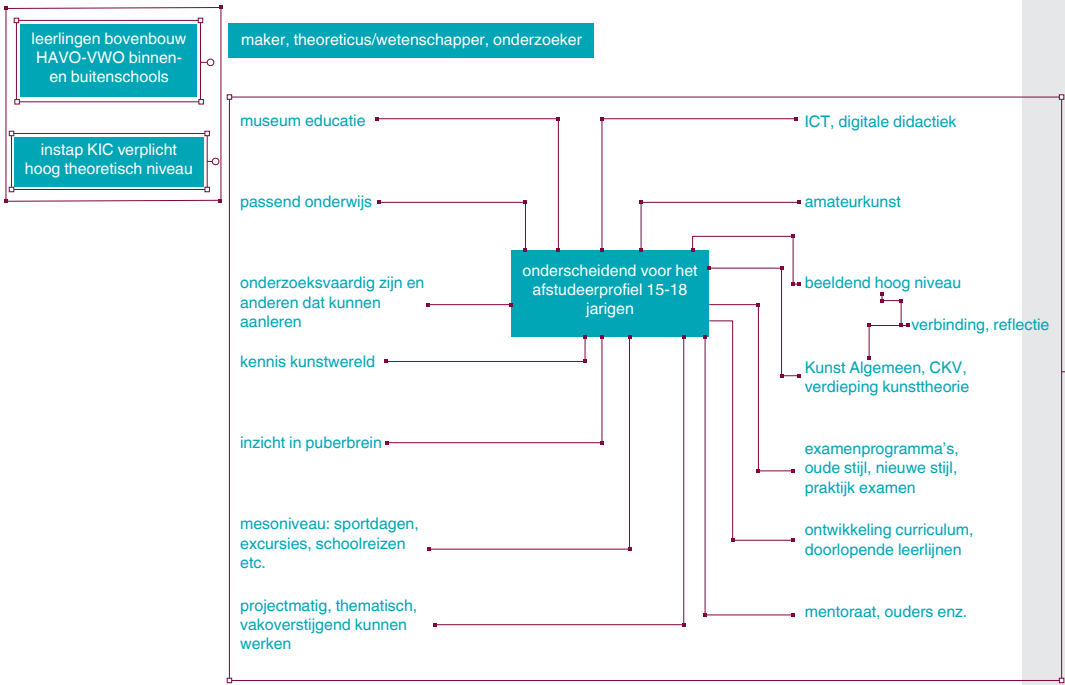 leerlingen bovenbouw
HAVO-VWO binnen-
en buitenschools
maker, theoreticus/wetenschapper, onderzoeker
instap KIC verplicht
hoog theoretisch niveau
museum educatie
ICT, digitale didactiek
passend onderwijs
amateurkunst
onderscheidend voor het
afstudeerprofiel 15-18
jarigen
onderzoeksvaardig zijn en
anderen dat kunnen
aanleren
beeldend hoog niveau
verbinding, reflectie
kennis kunstwereld
Kunst Algemeen, CKV,
verdieping kunsttheorie
inzicht in puberbrein
examenprogramma's,
oude stijl, nieuwe stijl,
praktijk examen
mesoniveau: sportdagen,
excursies, schoolreizen
etc.
ontwikkeling curriculum,
doorlopende leerlijnen
projectmatig, thematisch,
vakoverstijgend kunnen
werken
mentoraat, ouders enz.